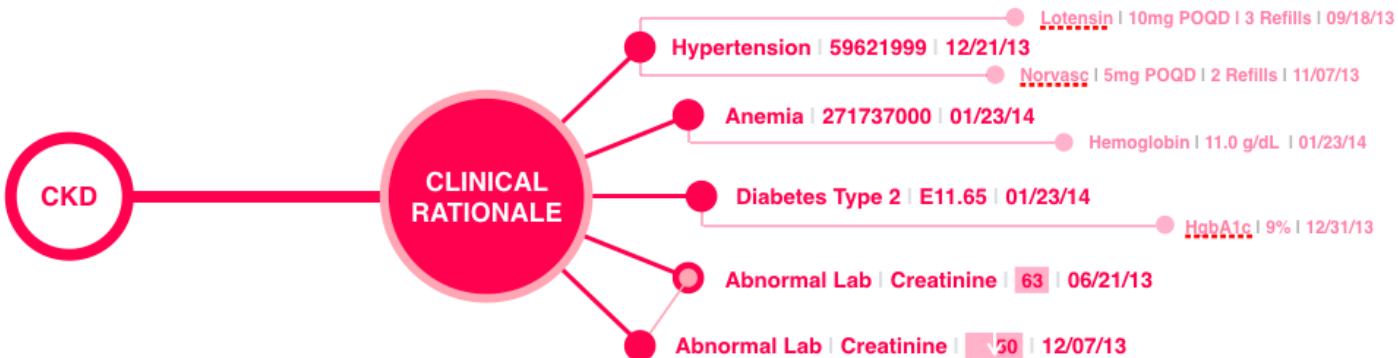 Lotensin | 10mg POQD | 3 Refills | 09/18/13
Hypertension | 59621999 | 12/21/13
Norvasc | 5mg POQD | 2 Refills | 11/07/13
Anemia | 271737000 | 01/23/14
Hemoglobin | 11.0 g/dL | 01/23/14
CKD
CLINICAL
RATIONALE
Diabetes Type 2 | E11.65 | 01/23/14
HgbA1c | 9% | 12/31/13
Abnormal Lab | Creatinine | 63 | 06/21/13
Abnormal Lab | Creatinine | ↓50 | 12/07/13